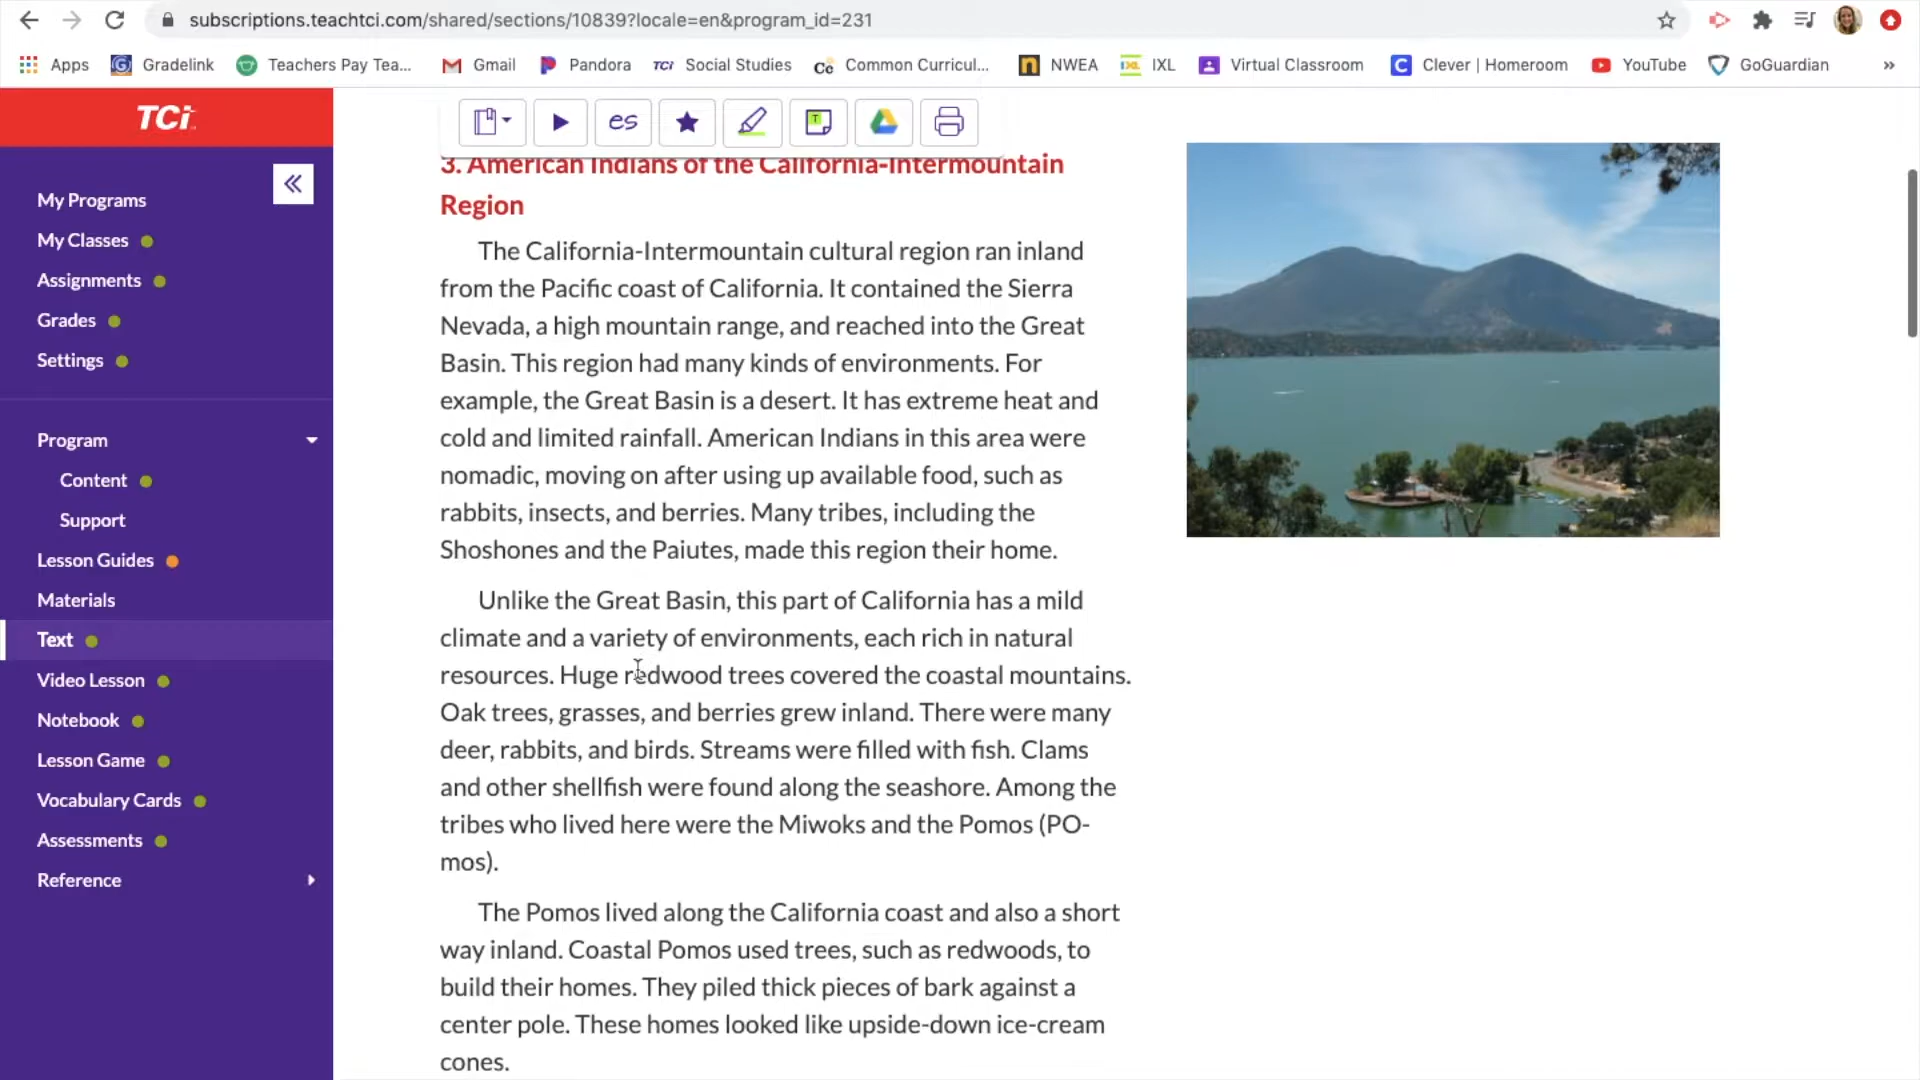 subscriptions.teachtci.com/shared/sections/10839?locale=en&program_id=231
Apps Gradelink Teachers Pay Tea... Gmail Pandora TCi Social Studies Cc Common Curricul... NWEA IXL Virtual Classroom Clever | Homeroom YouTube GoGuardian »
TCi
My Programs
My Classes
Assignments
Grades
Settings
Program
Content
Support
Lesson Guides
Materials
Text
Video Lesson
Notebook
Lesson Game
Vocabulary Cards
Assessments
Reference
es T
3. American Indians of the California-Intermountain
Region
The California-Intermountain cultural region ran inland
from the Pacific coast of California. It contained the Sierra
Nevada, a high mountain range, and reached into the Great
Basin. This region had many kinds of environments. For
example, the Great Basin is a desert. It has extreme heat and
cold and limited rainfall. American Indians in this area were
nomadic, moving on after using up available food, such as
rabbits, insects, and berries. Many tribes, including the
Shoshones and the Paiutes, made this region their home.
Unlike the Great Basin, this part of California has a mild
climate and a variety of environments, each rich in natural
resources. Huge redwood trees covered the coastal mountains.
Oak trees, grasses, and berries grew inland. There were many
deer, rabbits, and birds. Streams were filled with fish. Clams
and other shellfish were found along the seashore. Among the
tribes who lived here were the Miwoks and the Pomos (PO-
mos).
The Pomos lived along the California coast and also a short
way inland. Coastal Pomos used trees, such as redwoods, to
build their homes. They piled thick pieces of bark against a
center pole. These homes looked like upside-down ice-cream
cones.